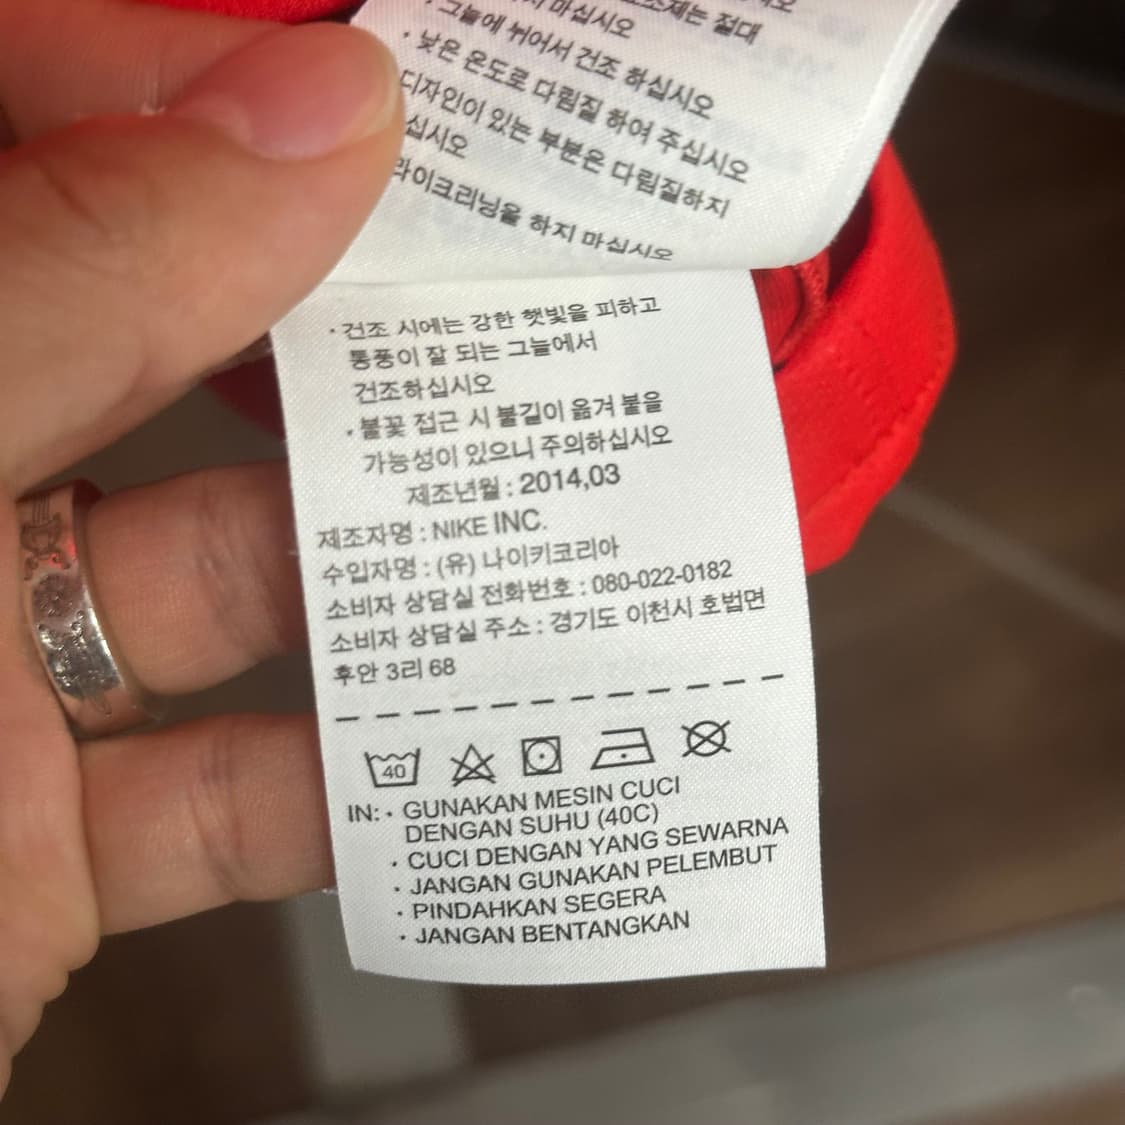 마십시오
는 절대
· 그늘에 뉘어서 건조 하십시오
· 낮은 온도로 다림질 하여 주십시오
디자인이 있는 부분은 다림질하지
십시오
라이크리닝을 하지 마십시오
· 건조 시에는 강한 햇빛을 피하고
통풍이 잘 되는 그늘에서
건조하십시오
· 불꽃 접근 시 불길이 옮겨 붙을
가능성이 있으니 주의하십시오
제조년월 : 2014,03
제조자명 : NIKE INC.
수입자명 : (유) 나이키코리아
소비자 상담실 전화번호 : 080-022-0182
소비자 상담실 주소 : 경기도 이천시 호법면
후안 3리 68
40
IN: · GUNAKAN MESIN CUCI
DENGAN SUHU (40C)
· CUCI DENGAN YANG SEWARNA
· JANGAN GUNAKAN PELEMBUT
· PINDAHKAN SEGERA
· JANGAN BENTANGKAN